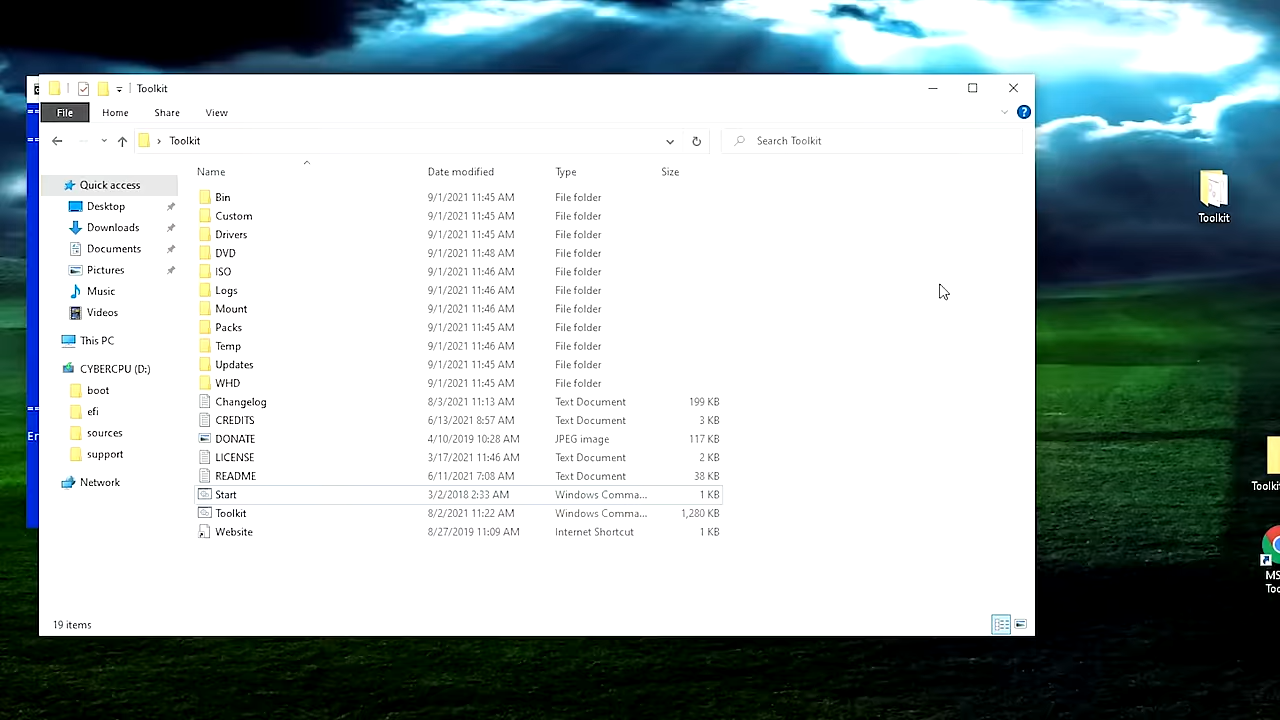 Toolkit
File Home Share View
Toolkit Search Toolkit
Name Date modified Type Size
Quick access
Desktop
Downloads
Documents
Pictures
Music
Videos
This PC
CYBERCPU (D:)
boot
efi
sources
support
Network
Bin 9/1/2021 11:45 AM File folder
Custom 9/1/2021 11:45 AM File folder
Drivers 9/1/2021 11:45 AM File folder
DVD 9/1/2021 11:48 AM File folder
ISO 9/1/2021 11:46 AM File folder
Logs 9/1/2021 11:46 AM File folder
Mount 9/1/2021 11:46 AM File folder
Packs 9/1/2021 11:45 AM File folder
Temp 9/1/2021 11:46 AM File folder
Updates 9/1/2021 11:45 AM File folder
WHD 9/1/2021 11:45 AM File folder
Changelog 8/3/2021 11:13 AM Text Document 199 KB
CREDITS 6/13/2021 8:57 AM Text Document 3 KB
DONATE 4/10/2019 10:28 AM JPEG image 117 KB
LICENSE 3/17/2021 11:46 AM Text Document 2 KB
README 6/11/2021 7:08 AM Text Document 38 KB
Start 3/2/2018 2:33 AM Windows Comma... 1 KB
Toolkit 8/2/2021 11:22 AM Windows Comma... 1,280 KB
Website 8/27/2019 11:09 AM Internet Shortcut 1 KB
19 items
Toolkit
Toolki
MS
Too
En